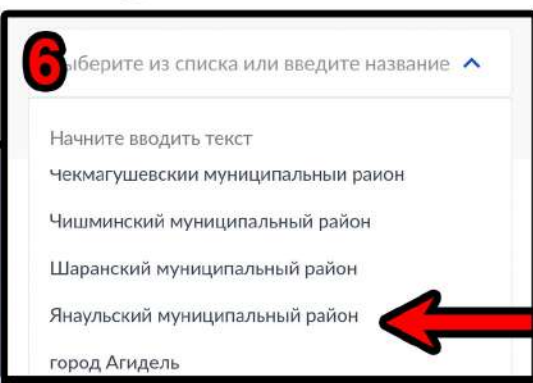 6
Выберите из списка или введите название
Начните вводить текст
Чекмагушевский муниципальный район
Чишминский муниципальный район
Шаранский муниципальный район
Янаульский муниципальный район
город Агидель